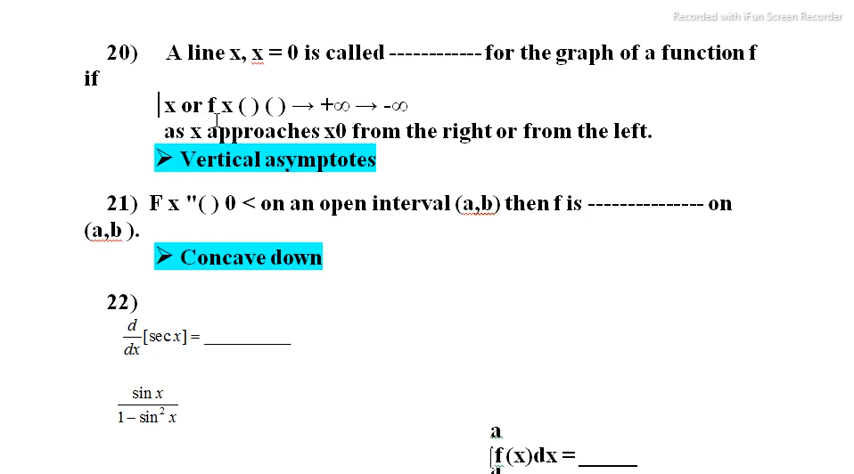 Recorded with iFun Screen Recorder
20) A line x, x = 0 is called ------------ for the graph of a function f
if
|x or f x ( ) ( ) → +∞ → -∞
as x approaches x0 from the right or from the left.
➢ Vertical asymptotes
21) F x "( ) 0 < on an open interval (a,b) then f is --------------- on
(a,b ).
➢ Concave down
22)
d/dx [sec x] = __________
sin x / 1 − sin² x
a
∫f (x)dx = _____